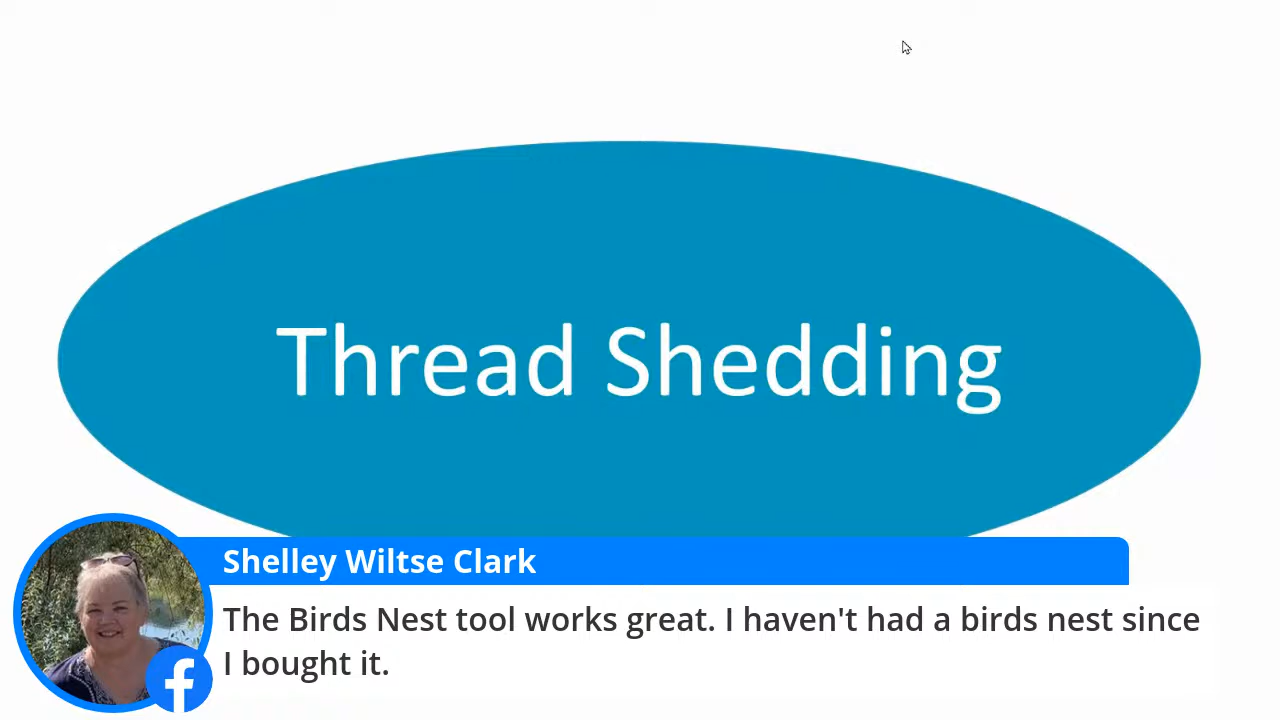 Thread Shedding
Shelley Wiltse Clark
The Birds Nest tool works great. I haven't had a birds nest since
I bought it.